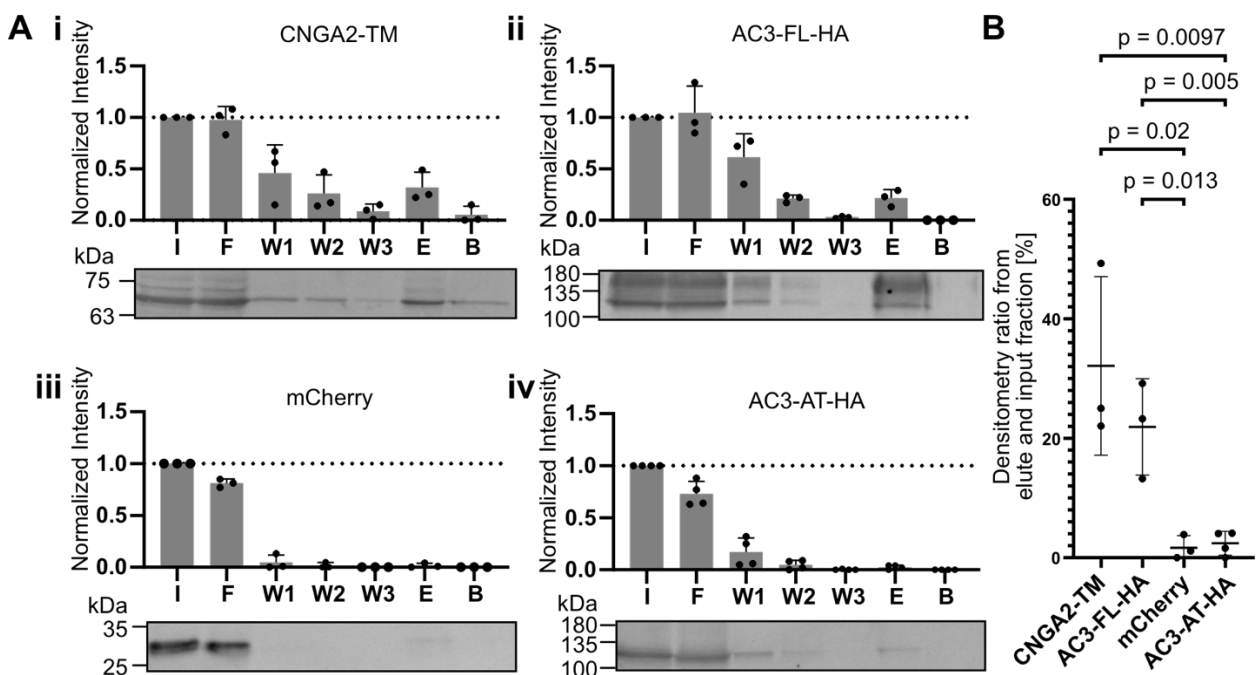 A
i
CNGA2-TM
Normalized Intensity
1.5
1.0
0.5
0.0
I F W1 W2 W3 E B
kDa
75
63
ii
AC3-FL-HA
Normalized Intensity
1.5
1.0
0.5
0.0
I F W1 W2 W3 E B
kDa
180
135
100
iii
mCherry
Normalized Intensity
1.5
1.0
0.5
0.0
I F W1 W2 W3 E B
kDa
35
25
iv
AC3-AT-HA
Normalized Intensity
1.5
1.0
0.5
0.0
I F W1 W2 W3 E B
kDa
180
135
100
B
p = 0.0097
p = 0.005
p = 0.02
p = 0.013
Densitometry ratio from
elute and input fraction [%]
60
40
20
0
CNGA2-TM
AC3-FL-HA
mCherry
AC3-AT-HA